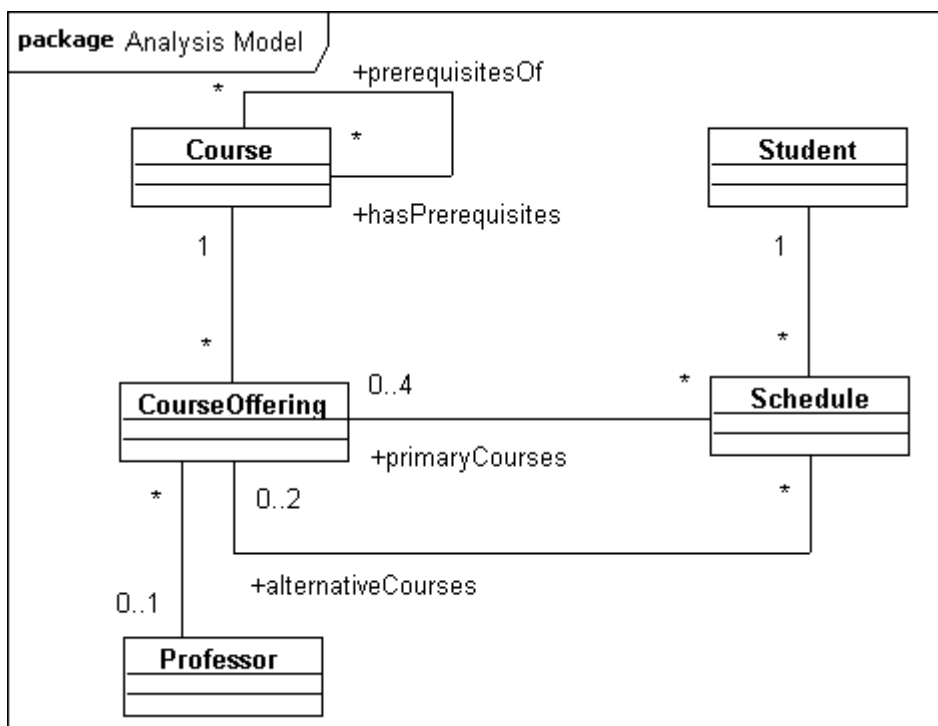 package Analysis Model
+prerequisitesOf
*
*
Course
Student
+hasPrerequisites
1
1
*
*
0..4
*
CourseOffering
Schedule
+primaryCourses
*
0..2
*
+alternativeCourses
0..1
Professor